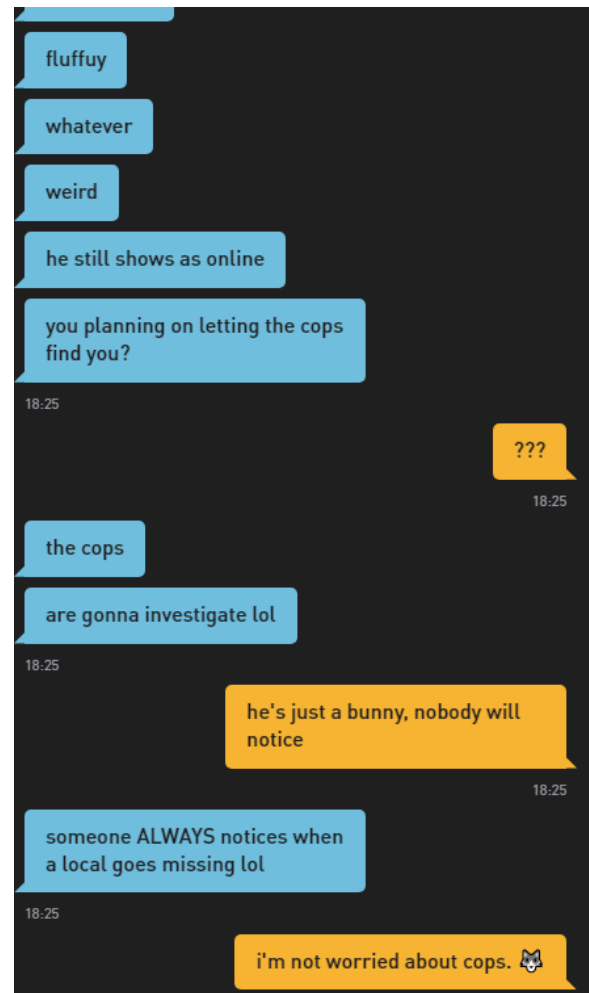 fluffuy
whatever
weird
he still shows as online
you planning on letting the cops
find you?
18:25
???
18:25
the cops
are gonna investigate lol
18:25
he's just a bunny, nobody will
notice
18:25
someone ALWAYS notices when
a local goes missing lol
18:25
i'm not worried about cops. 🐺